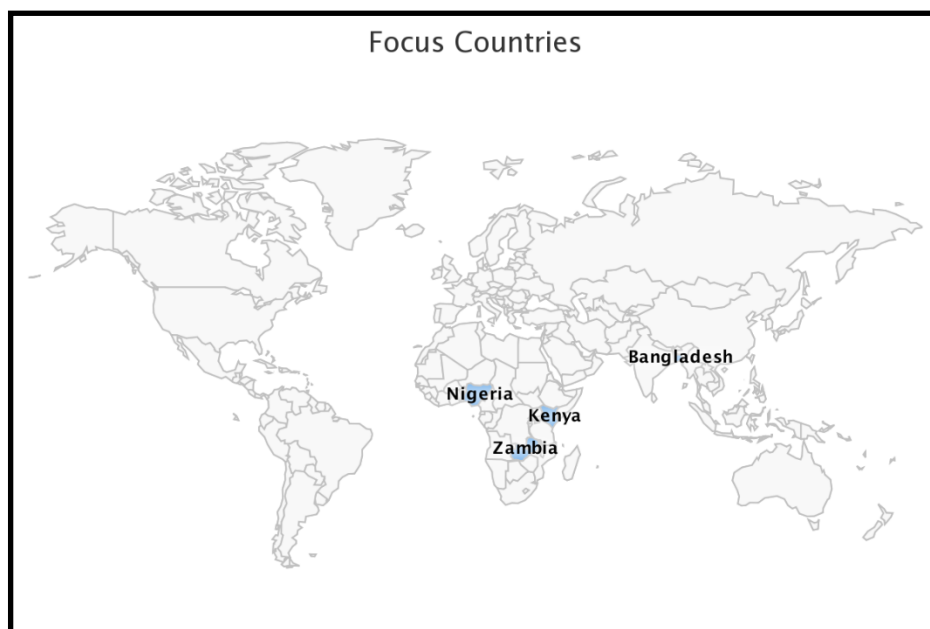 Focus Countries
Bangladesh
Nigeria
Kenya
Zambia